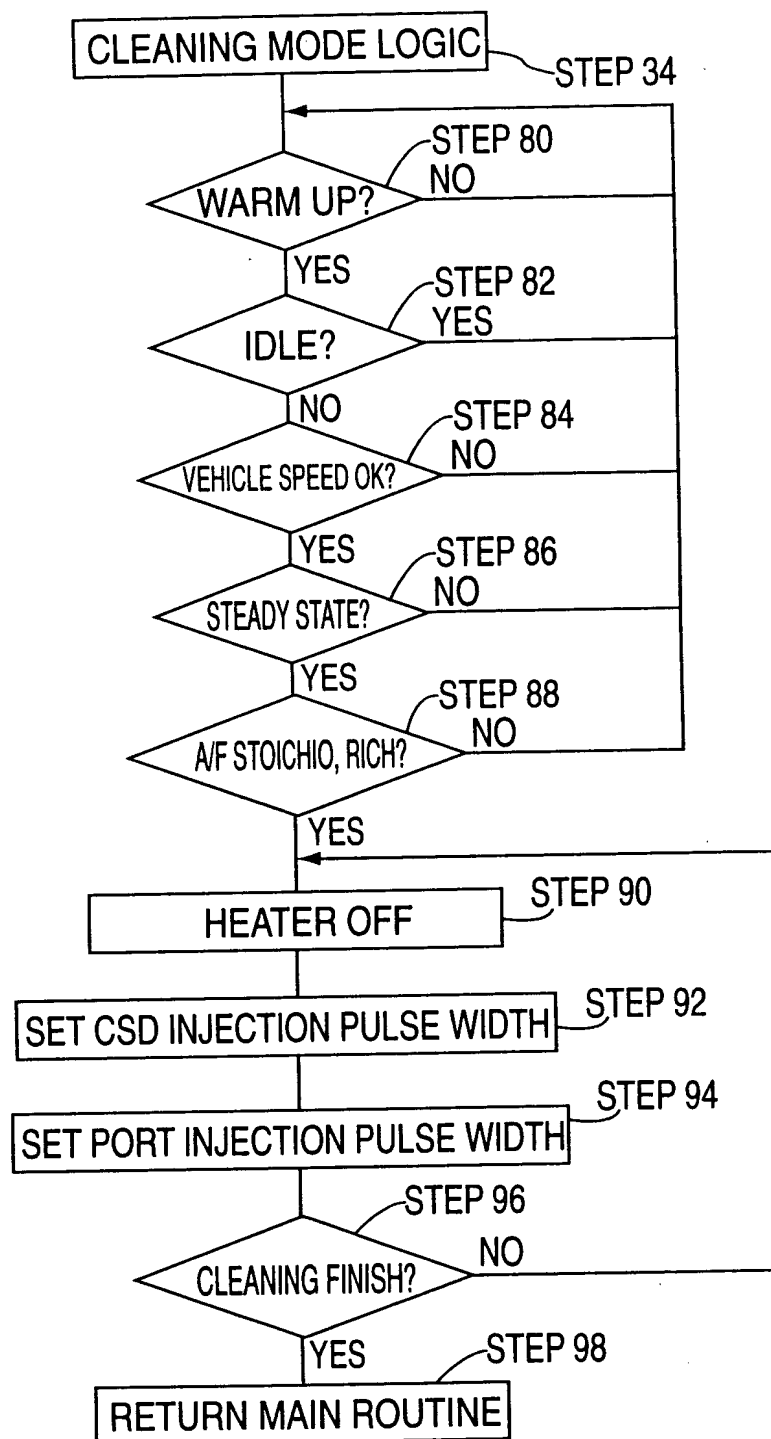 CLEANING MODE LOGIC
STEP 34
STEP 80
WARM UP?
NO
YES
STEP 82
IDLE?
YES
NO
STEP 84
VEHICLE SPEED OK?
NO
YES
STEP 86
STEADY STATE?
NO
YES
STEP 88
A/F STOICHIO, RICH?
NO
YES
STEP 90
HEATER OFF
STEP 92
SET CSD INJECTION PULSE WIDTH
STEP 94
SET PORT INJECTION PULSE WIDTH
STEP 96
CLEANING FINISH?
NO
YES
STEP 98
RETURN MAIN ROUTINE